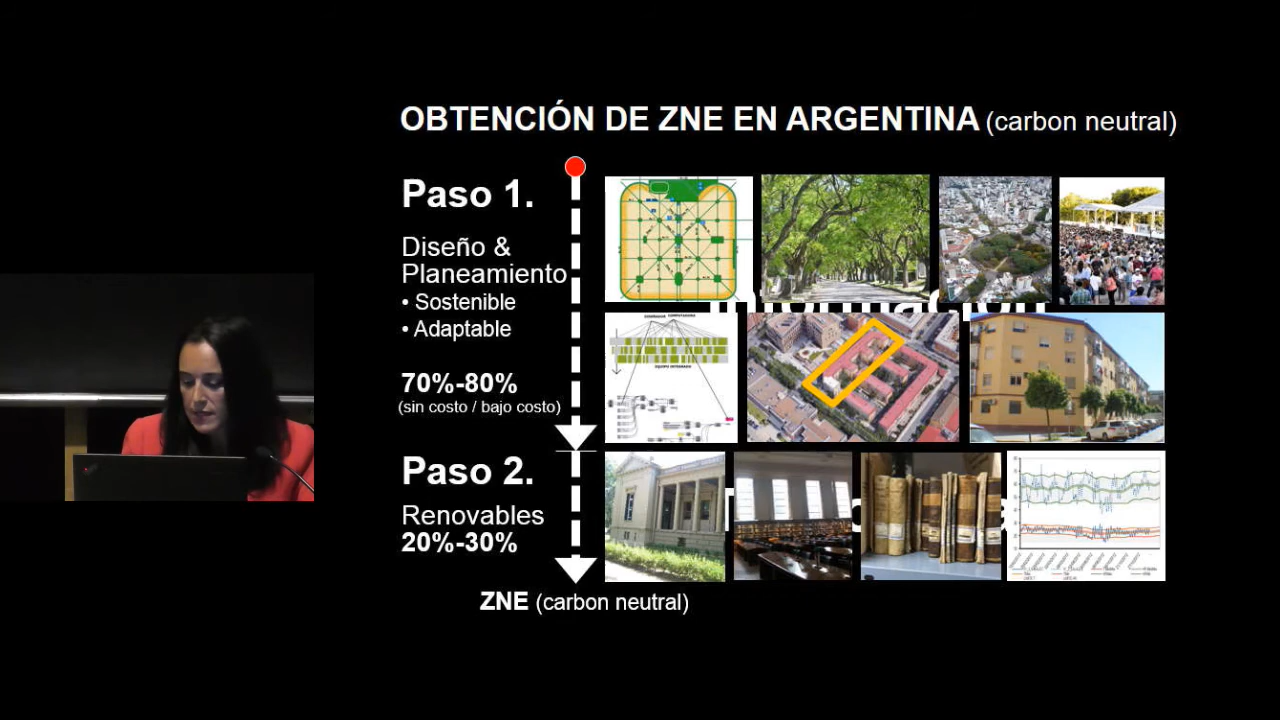 OBTENCIÓN DE ZNE EN ARGENTINA (carbon neutral)
Paso 1.
Diseño &
Planeamiento
• Sostenible
• Adaptable
70%-80%
(sin costo / bajo costo)
Paso 2.
Renovables
20%-30%
ZNE (carbon neutral)